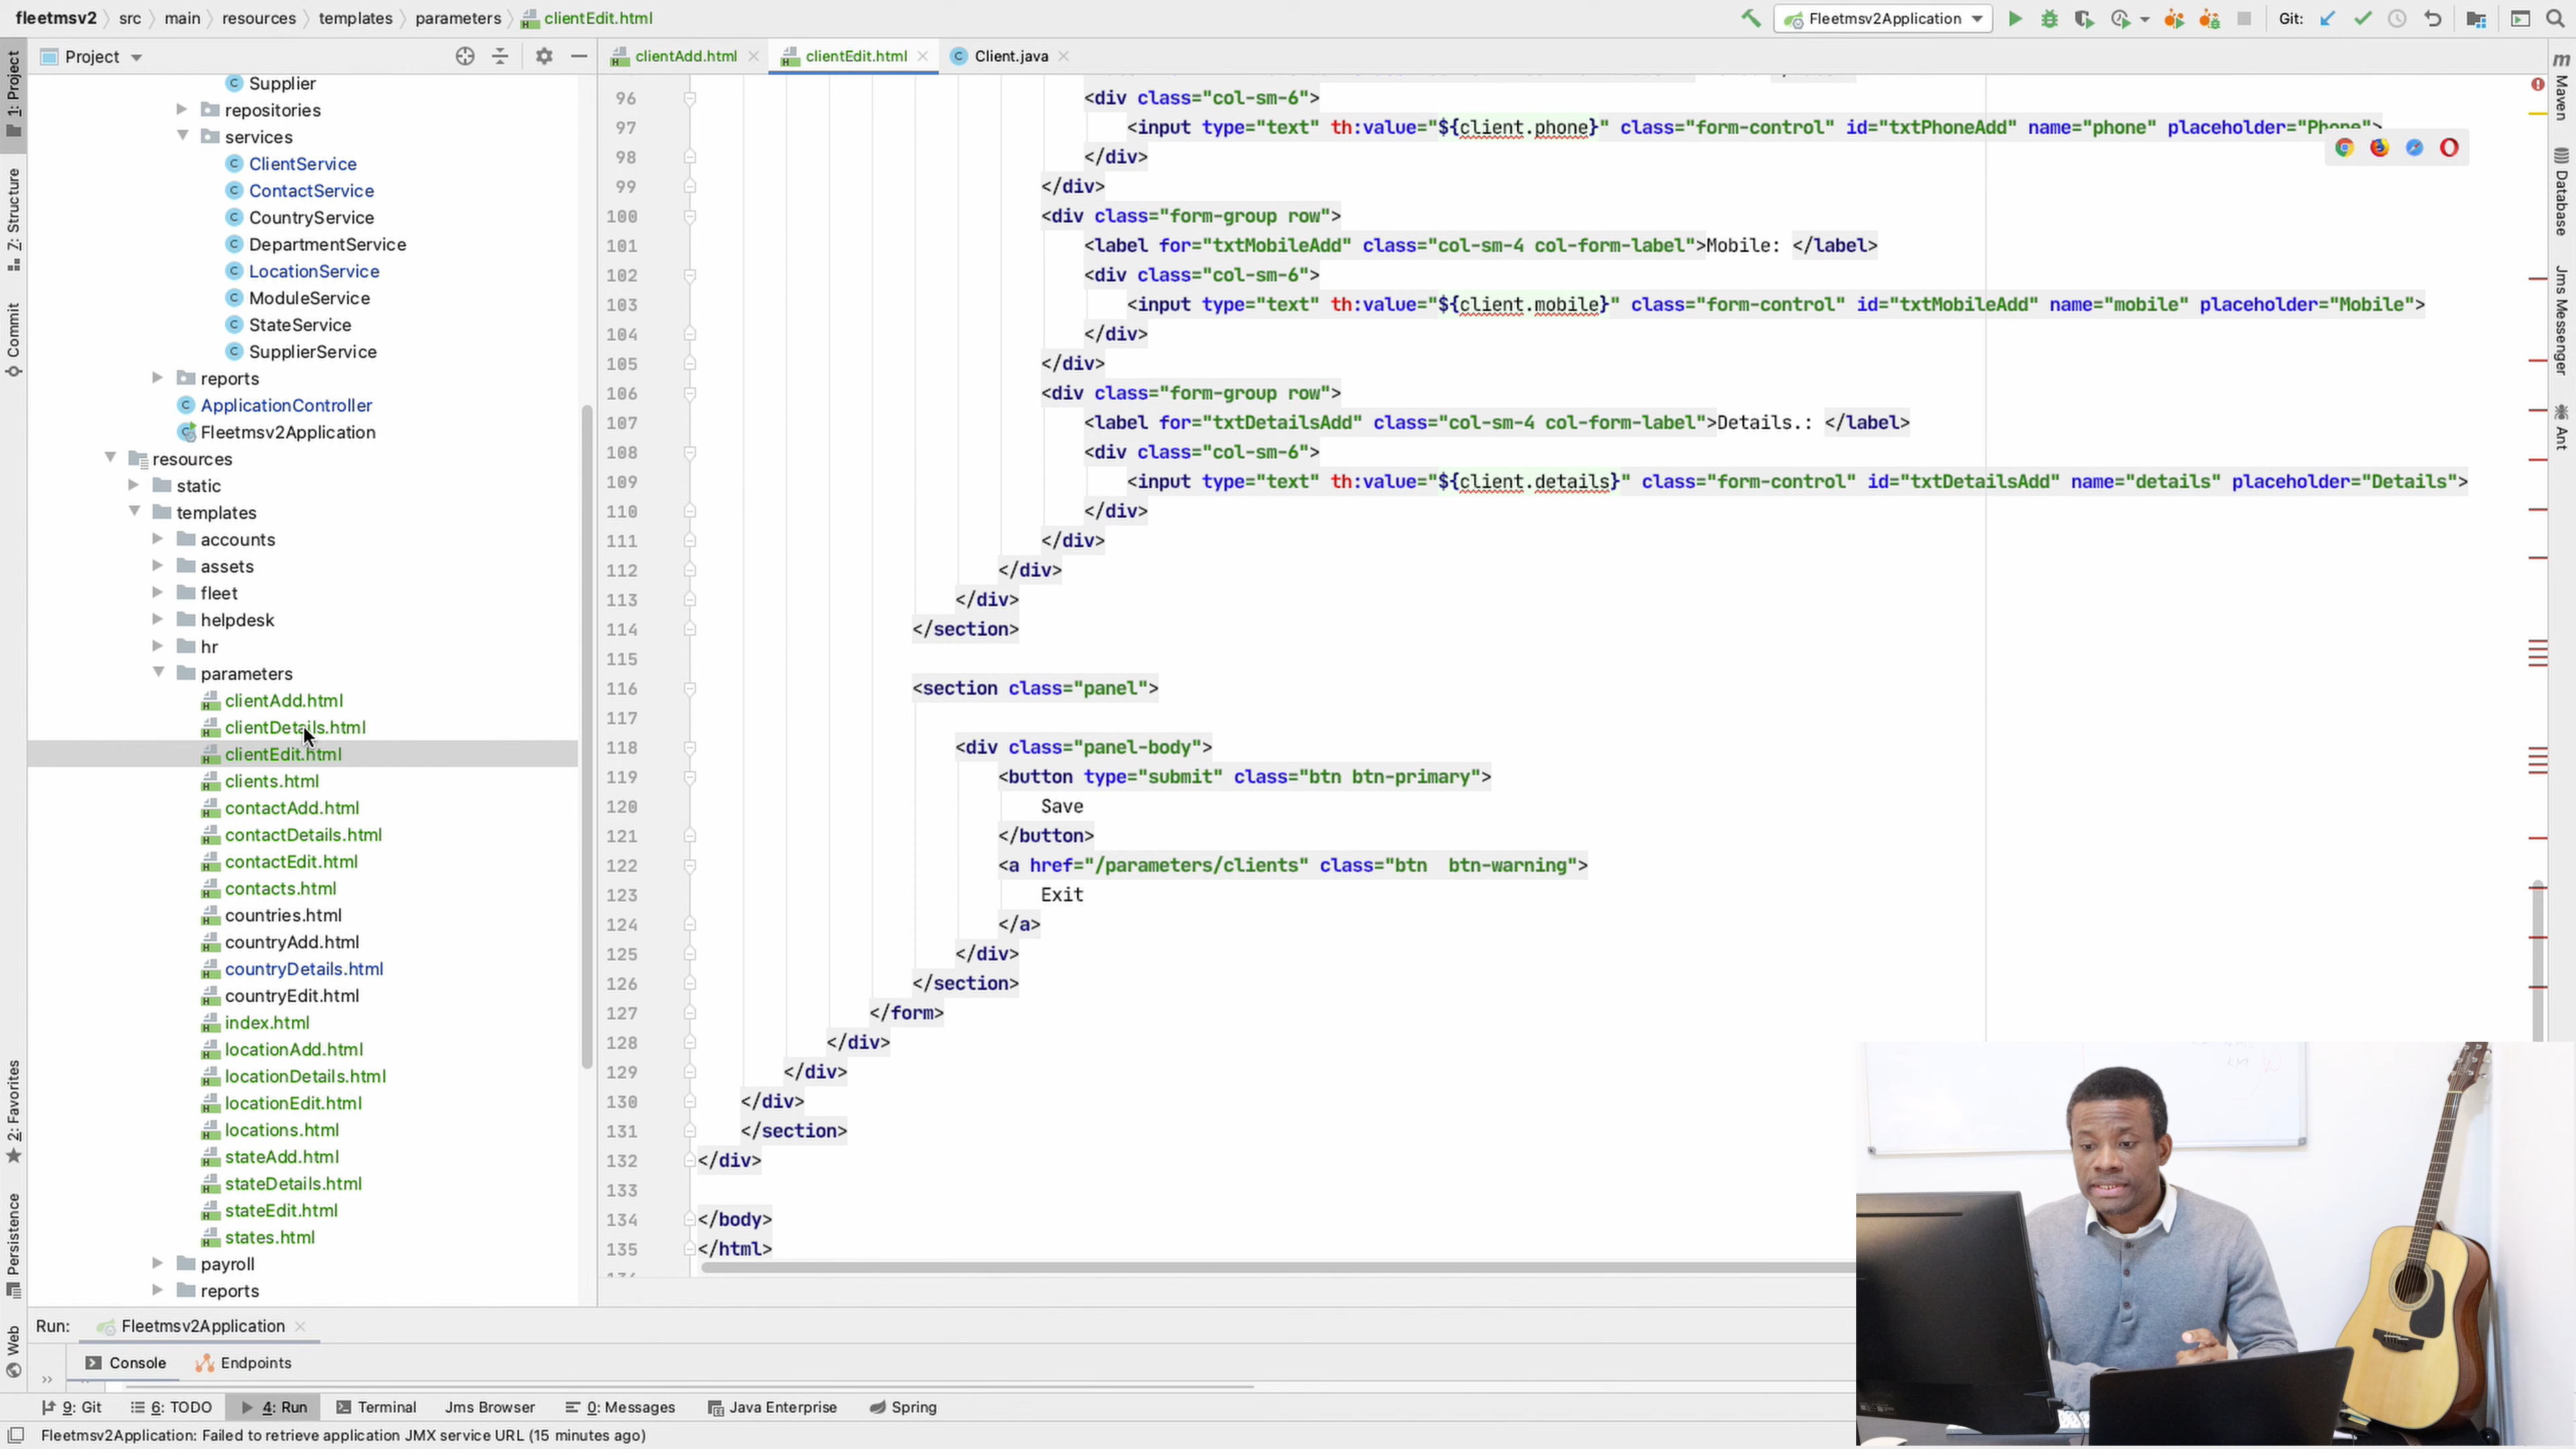 fleetmsv2 src main resources templates parameters clientEdit.html
Fleetmsv2Application Git:
Project
clientAdd.html clientEdit.html Client.java
1: Project
Z: Structure
Commit
2: Favorites
Persistence
Web
Supplier
repositories
services
ClientService
ContactService
CountryService
DepartmentService
LocationService
ModuleService
StateService
SupplierService
reports
ApplicationController
Fleetmsv2Application
resources
static
templates
accounts
assets
fleet
helpdesk
hr
parameters
clientAdd.html
clientDetails.html
clientEdit.html
clients.html
contactAdd.html
contactDetails.html
contactEdit.html
contacts.html
countries.html
countryAdd.html
countryDetails.html
countryEdit.html
index.html
locationAdd.html
locationDetails.html
locationEdit.html
locations.html
stateAdd.html
stateDetails.html
stateEdit.html
states.html
payroll
reports
96 <div class="col-sm-6">
97 <input type="text" th:value="${client.phone}" class="form-control" id="txtPhoneAdd" name="phone" placeholder="Phone">
98 </div>
99 </div>
100 <div class="form-group row">
101 <label for="txtMobileAdd" class="col-sm-4 col-form-label">Mobile: </label>
102 <div class="col-sm-6">
103 <input type="text" th:value="${client.mobile}" class="form-control" id="txtMobileAdd" name="mobile" placeholder="Mobile">
104 </div>
105 </div>
106 <div class="form-group row">
107 <label for="txtDetailsAdd" class="col-sm-4 col-form-label">Details.: </label>
108 <div class="col-sm-6">
109 <input type="text" th:value="${client.details}" class="form-control" id="txtDetailsAdd" name="details" placeholder="Details">
110 </div>
111 </div>
112 </div>
113 </div>
114 </section>
115
116 <section class="panel">
117
118 <div class="panel-body">
119 <button type="submit" class="btn btn-primary">
120 Save
121 </button>
122 <a href="/parameters/clients" class="btn  btn-warning">
123 Exit
124 </a>
125 </div>
126 </section>
127 </form>
128 </div>
129 </div>
130 </div>
131 </section>
132 </div>
133
134 </body>
135 </html>
Maven
Database
Jms Messenger
Ant
Run: Fleetmsv2Application
Console Endpoints
9: Git 6: TODO 4: Run Terminal Jms Browser 0: Messages Java Enterprise Spring
Fleetmsv2Application: Failed to retrieve application JMX service URL (15 minutes ago)